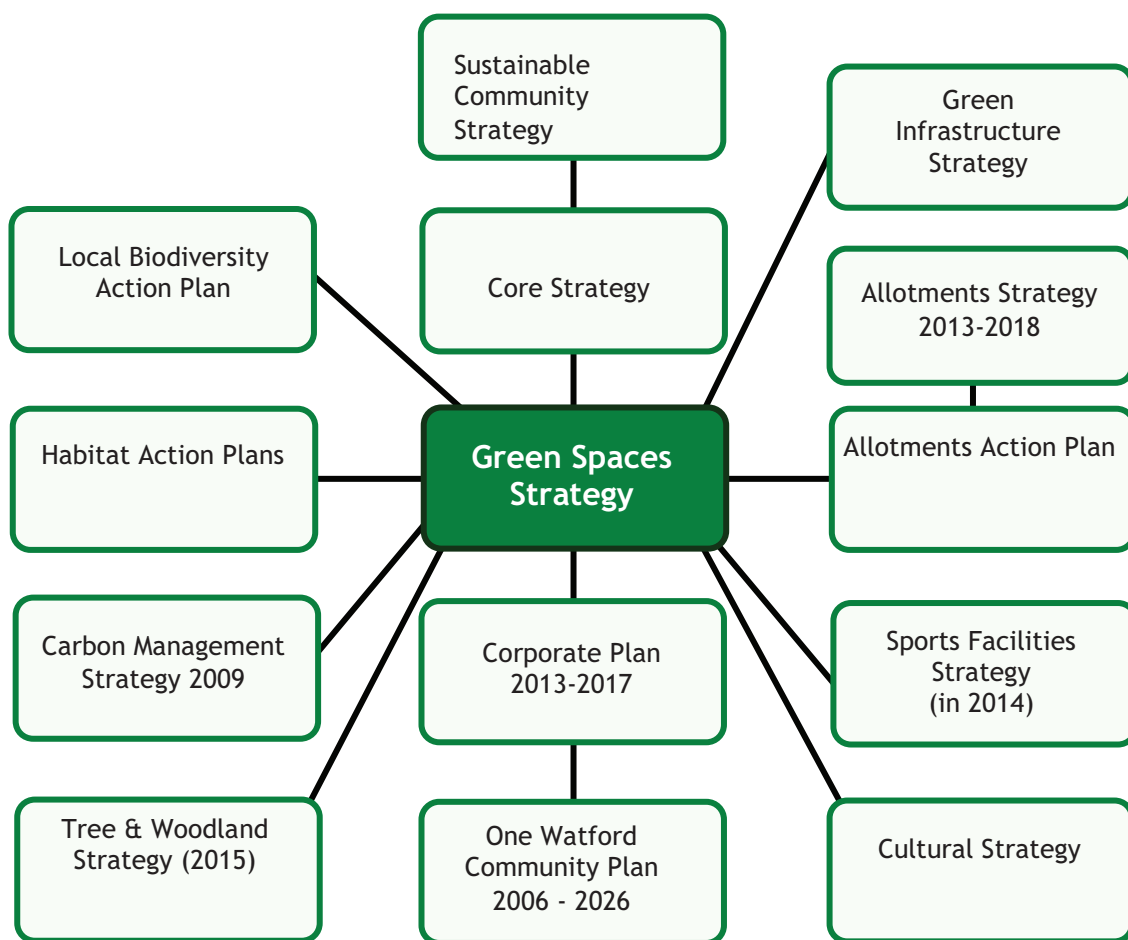 Sustainable
Community
Strategy
Green
Infrastructure
Strategy
Local Biodiversity
Action Plan
Core Strategy
Allotments Strategy
2013-2018
Habitat Action Plans
Green Spaces
Strategy
Allotments Action Plan
Carbon Management
Strategy 2009
Corporate Plan
2013-2017
Sports Facilities
Strategy
(in 2014)
Tree & Woodland
Strategy (2015)
One Watford
Community Plan
2006 - 2026
Cultural Strategy